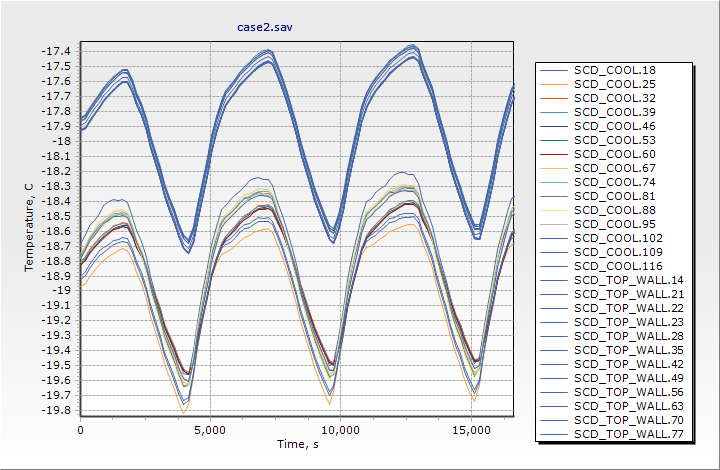 case2.sav
Temperature, C
-17.4
-17.5
-17.6
-17.7
-17.8
-17.9
-18
-18.1
-18.2
-18.3
-18.4
-18.5
-18.6
-18.7
-18.8
-18.9
-19
-19.1
-19.2
-19.3
-19.4
-19.5
-19.6
-19.7
-19.8
0 5,000 10,000 15,000
Time, s
SCD_COOL.18
SCD_COOL.25
SCD_COOL.32
SCD_COOL.39
SCD_COOL.46
SCD_COOL.53
SCD_COOL.60
SCD_COOL.67
SCD_COOL.74
SCD_COOL.81
SCD_COOL.88
SCD_COOL.95
SCD_COOL.102
SCD_COOL.109
SCD_COOL.116
SCD_TOP_WALL.14
SCD_TOP_WALL.21
SCD_TOP_WALL.22
SCD_TOP_WALL.23
SCD_TOP_WALL.28
SCD_TOP_WALL.35
SCD_TOP_WALL.42
SCD_TOP_WALL.49
SCD_TOP_WALL.56
SCD_TOP_WALL.63
SCD_TOP_WALL.70
SCD_TOP_WALL.77